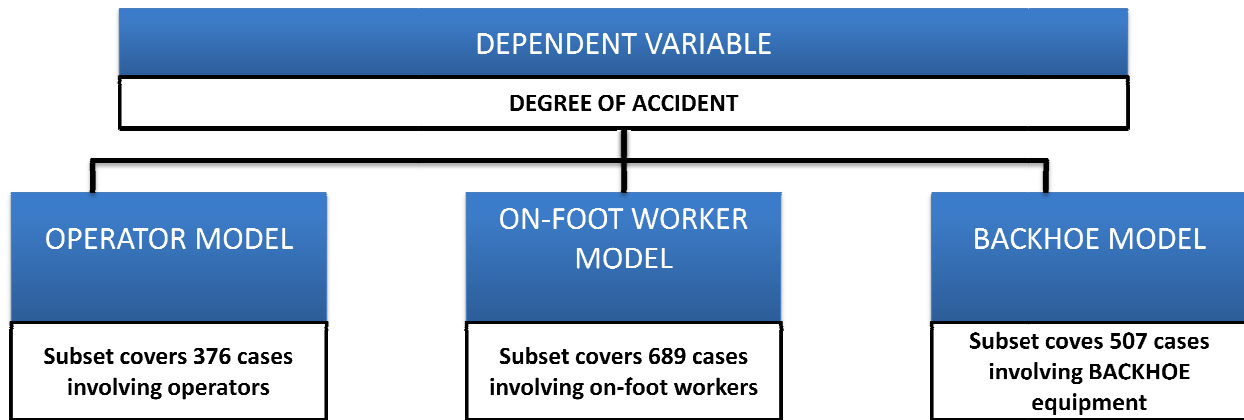 DEPENDENT VARIABLE
DEGREE OF ACCIDENT
OPERATOR MODEL
Subset covers 376 cases
involving operators
ON-FOOT WORKER
MODEL
Subset covers 689 cases
involving on-foot workers
BACKHOE MODEL
Subset coves 507 cases
involving BACKHOE
equipment